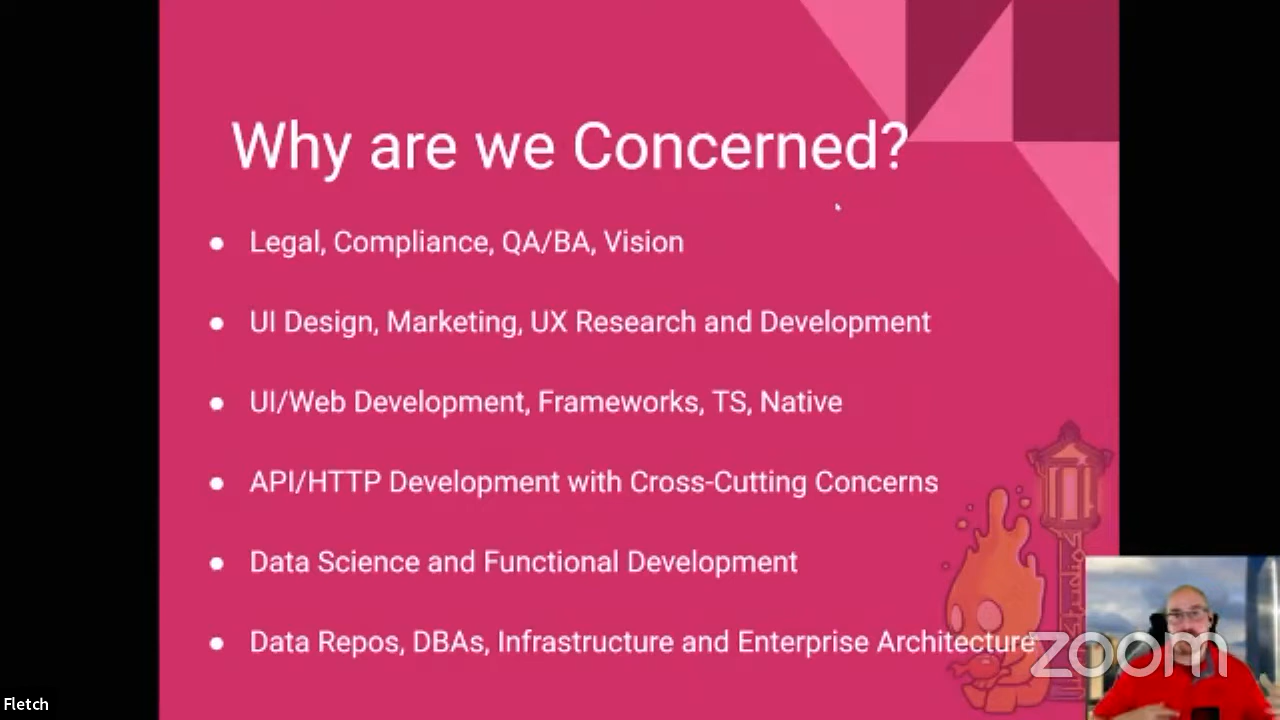 Why are we Concerned?
● Legal, Compliance, QA/BA, Vision
● UI Design, Marketing, UX Research and Development
● UI/Web Development, Frameworks, TS, Native
● API/HTTP Development with Cross-Cutting Concerns
● Data Science and Functional Development
● Data Repos, DBAs, Infrastructure and Enterprise Architecture
zoom
Fletch